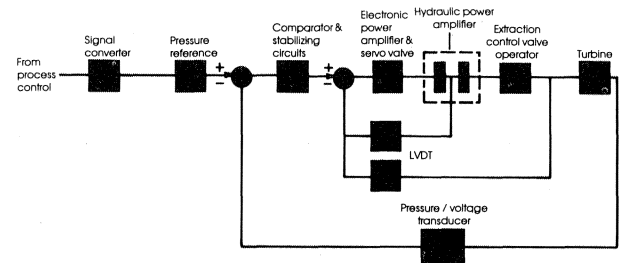 Signal
converter
Pressure
reference
Comparator &
stabilizing
circuits
Electronic
power
amplifier &
servo valve
Hydraulic power
amplifier
Extraction
control valve
operator
Turbine
From
process
control
+
−
+
−
LVDT
Pressure / voltage
transducer